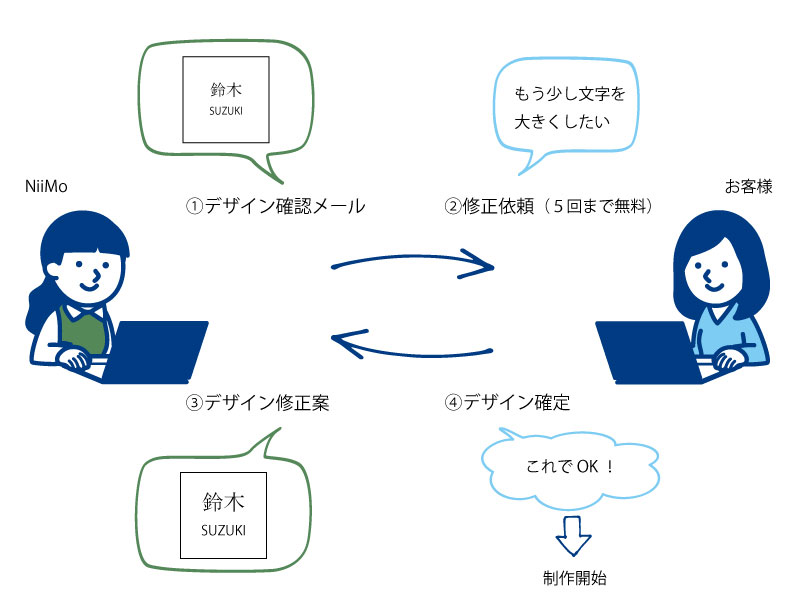 鈴木
SUZUKI
もう少し文字を
大きくしたい
NiiMo
お客様
①デザイン確認メール
②修正依頼（５回まで無料）
③デザイン修正案
④デザイン確定
鈴木
SUZUKI
これでOK！
制作開始